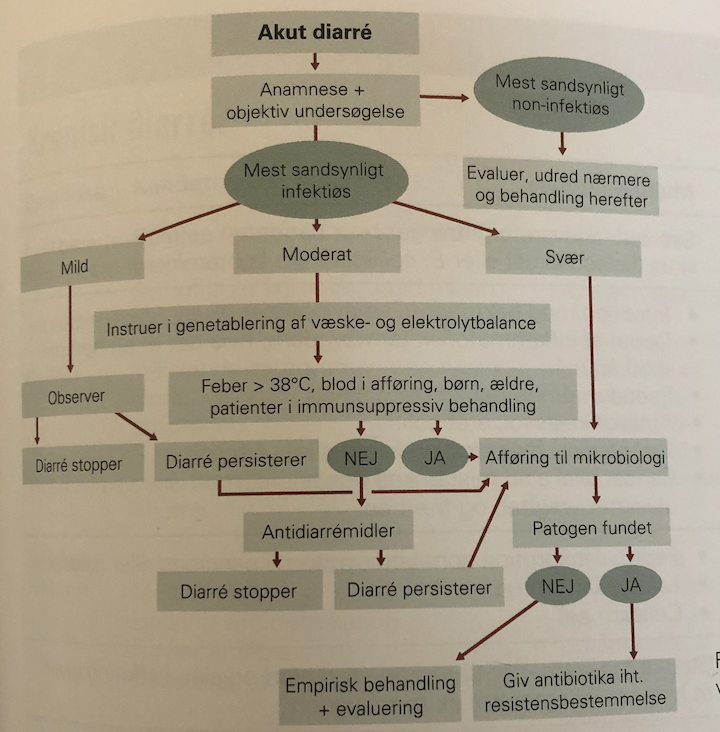 Akut diarré
Anamnese +
objektiv undersøgelse
Mest sandsynligt
non-infektiøs
Mest sandsynligt
infektiøs
Evaluer, udred nærmere
og behandling herefter
Mild
Moderat
Svær
Instruer i genetablering af væske- og elektrolytbalance
Observer
Feber > 38°C, blod i afføring, børn, ældre,
patienter i immunsuppressiv behandling
Diarré stopper
Diarré persisterer
NEJ
JA
Afføring til mikrobiologi
Antidiarrémidler
Patogen fundet
Diarré stopper
Diarré persisterer
NEJ
JA
Empirisk behandling
+ evaluering
Giv antibiotika iht.
resistensbestemmelse